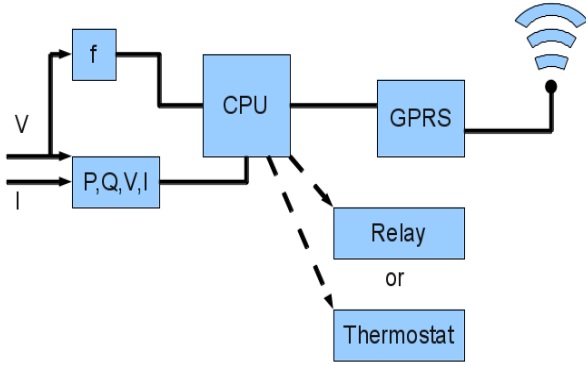 f
CPU
GPRS
V
P,Q,V,I
I
Relay
or
Thermostat